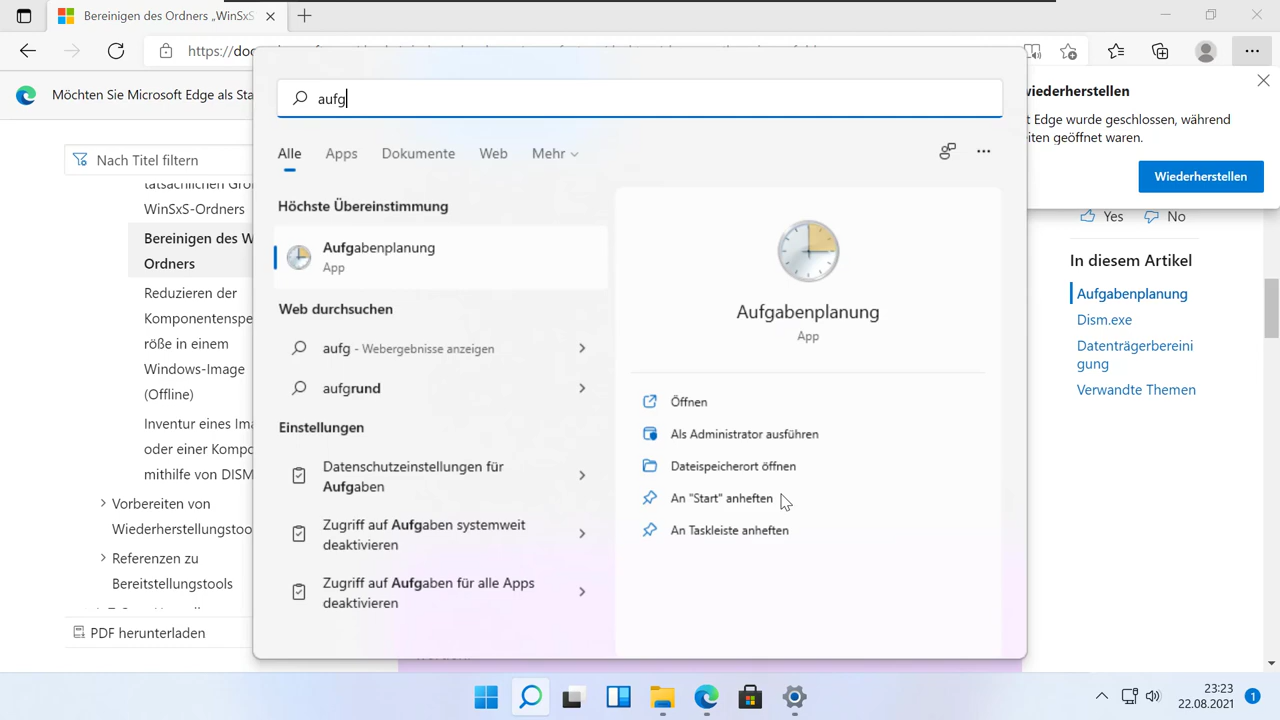 Bereinigen des Ordners „WinSxS
Möchten Sie Microsoft Edge als Sta
wiederherstellen
Edge wurde geschlossen, während
geöffnet waren.
Wiederherstellen
aufg
Alle
Apps
Dokumente
Web
Mehr
Höchste Übereinstimmung
Aufgabenplanung
App
Web durchsuchen
aufg - Webergebnisse anzeigen
aufgrund
Einstellungen
Datenschutzeinstellungen für
Aufgaben
Zugriff auf Aufgaben systemweit
deaktivieren
Zugriff auf Aufgaben für alle Apps
deaktivieren
Aufgabenplanung
App
Öffnen
Als Administrator ausführen
Dateispeicherort öffnen
An "Start" anheften
An Taskleiste anheften
Nach Titel filtern
WinSxS-Ordners
Bereinigen des W
Ordners
Reduzieren der
Komponentenspe
röße in einem
Windows-Image
(Offline)
Inventur eines Ima
oder einer Kompo
mithilfe von DISM
Vorbereiten von
Wiederherstellungstoo
Referenzen zu
Bereitstellungstools
PDF herunterladen
Yes
No
In diesem Artikel
Aufgabenplanung
Dism.exe
Datenträgerbereini
gung
Verwandte Themen
23:23
22.08.2021
1